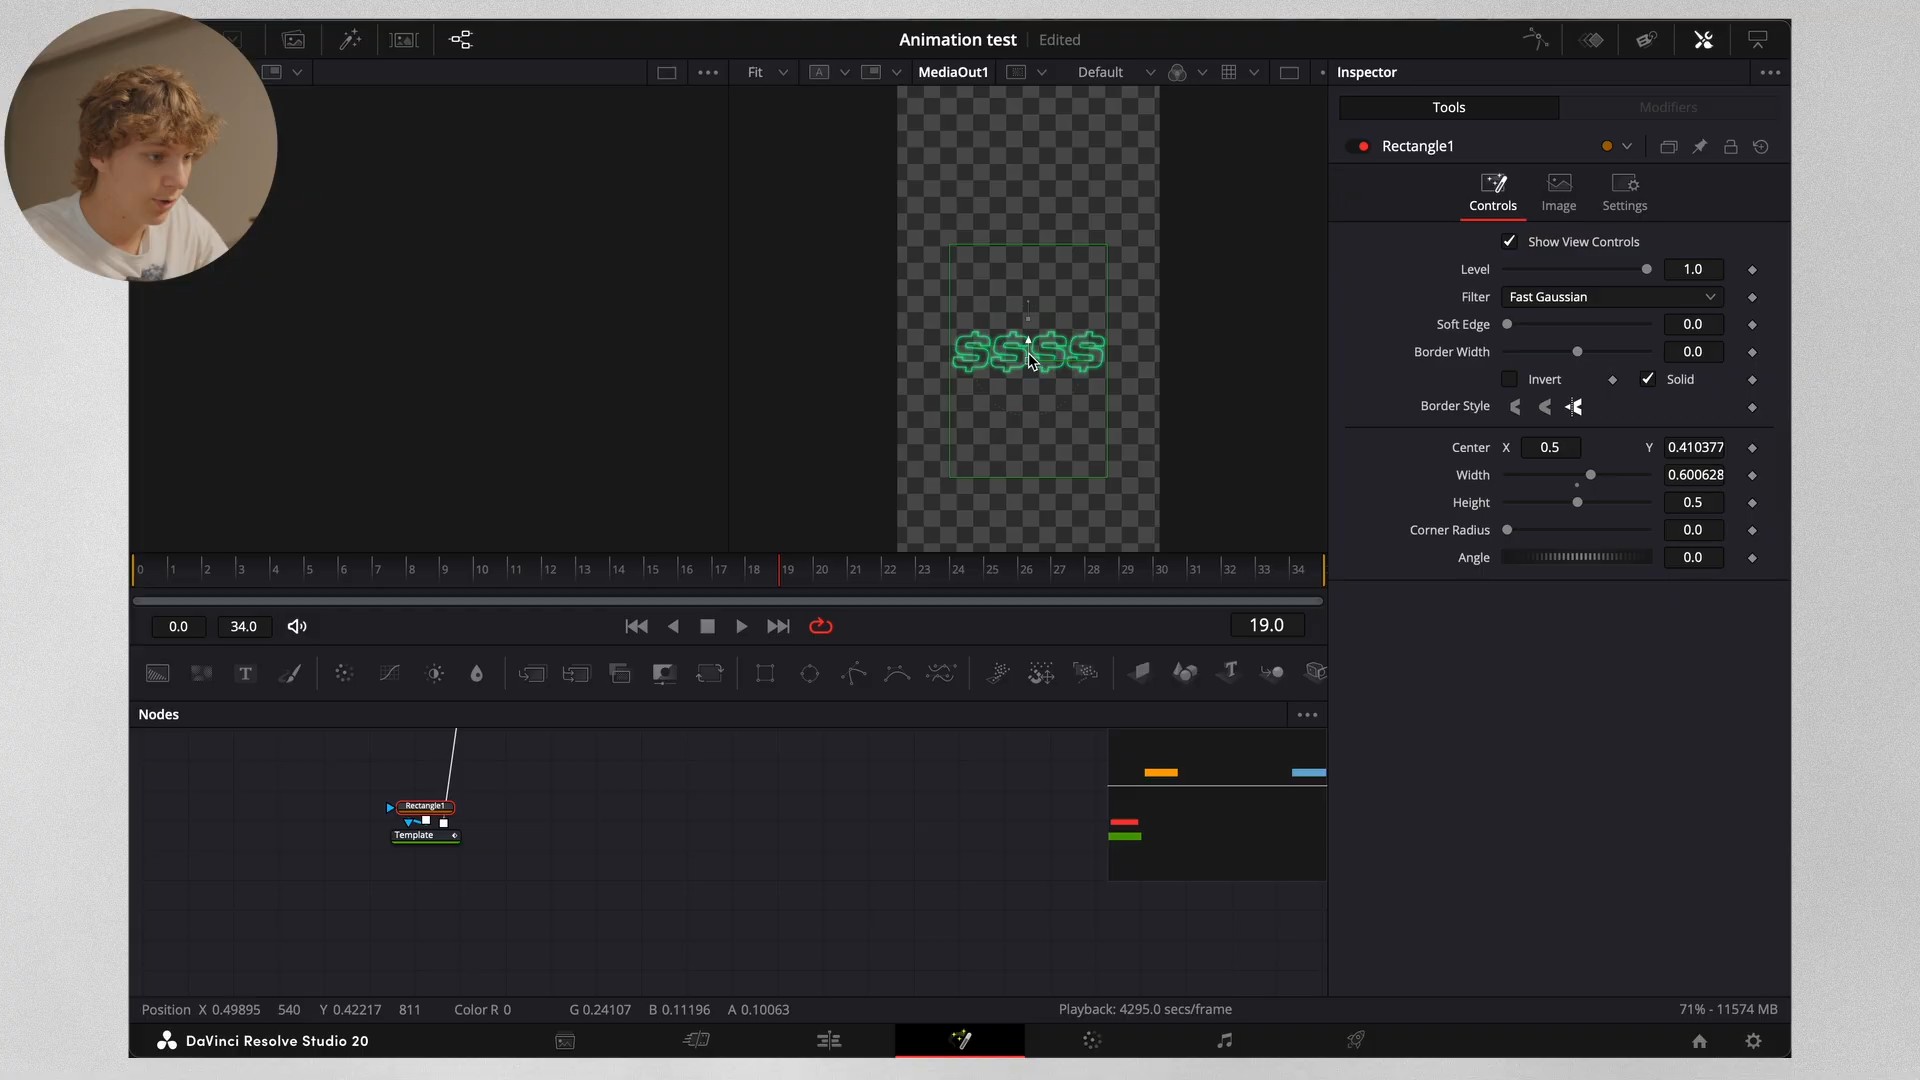 Animation test
Edited
Fit
A
MediaOut1
Default
Inspector
Tools
Modifiers
Rectangle1
Controls
Image
Settings
Show View Controls
Level 1.0
Filter Fast Gaussian
Soft Edge 0.0
Border Width 0.0
Invert
Solid
Border Style
Center X 0.5 Y 0.410377
Width 0.600628
Height 0.5
Corner Radius 0.0
Angle 0.0
$$$$
0 1 2 3 4 5 6 7 8 9 10 11 12 13 14 15 16 17 18 19 20 21 22 23 24 25 26 27 28 29 30 31 32 33 34
0.0
34.0
19.0
T
T
Nodes
Rectangle1
Template
Position X 0.49895 540 Y 0.42217 811 Color R 0 G 0.24107 B 0.11196 A 0.10063
Playback: 4295.0 secs/frame
71% - 11574 MB
DaVinci Resolve Studio 20